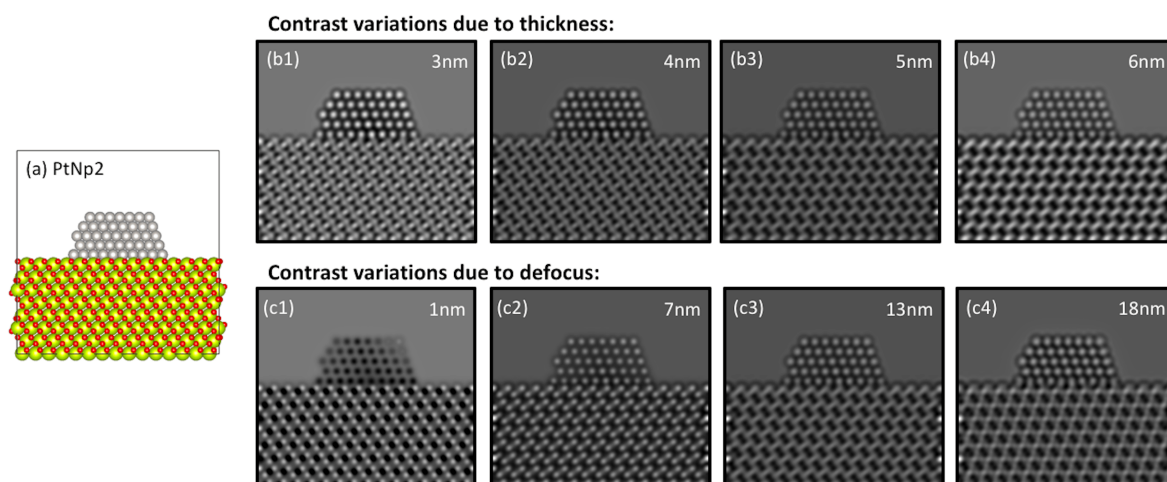 Contrast variations due to thickness:
(b1) 3nm
(b2) 4nm
(b3) 5nm
(b4) 6nm
(a) PtNp2
Contrast variations due to defocus:
(c1) 1nm
(c2) 7nm
(c3) 13nm
(c4) 18nm